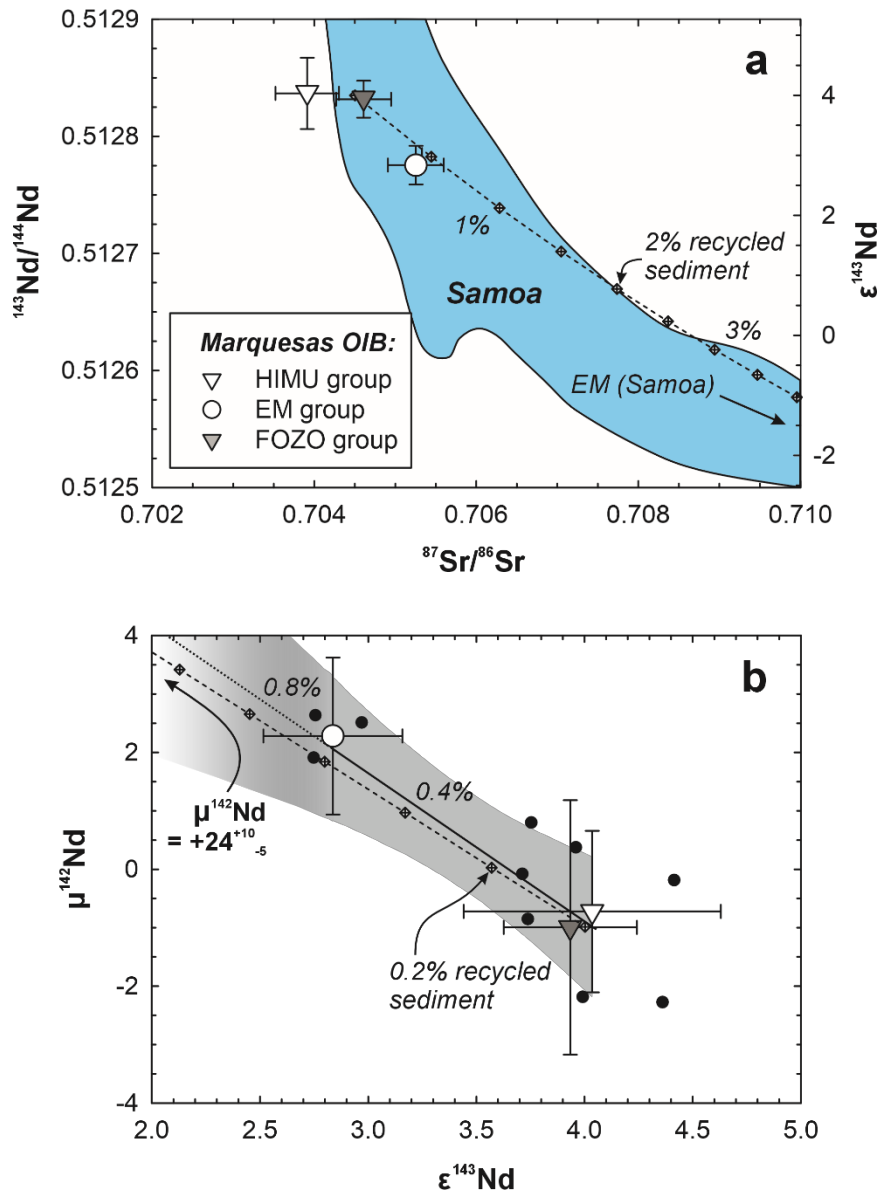 a
0.5129
0.5128
0.5127
0.5126
0.5125
¹⁴³Nd/¹⁴⁴Nd
4
2
0
-2
ε¹⁴³Nd
1%
2% recycled
sediment
Samoa
3%
EM (Samoa)
Marquesas OIB:
HIMU group
EM group
FOZO group
0.702
0.704
0.706
0.708
0.710
⁸⁷Sr/⁸⁶Sr
b
4
2
0
-2
-4
μ¹⁴²Nd
0.8%
0.4%
μ¹⁴²Nd
= +24⁺¹⁰₋₅
0.2% recycled
sediment
2.0
2.5
3.0
3.5
4.0
4.5
5.0
ε¹⁴³Nd